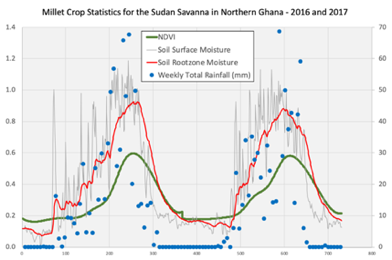 Millet Crop Statistics for the Sudan Savanna in Northern Ghana - 2016 and 2017
NDVI
Soil Surface Moisture
Soil Rootzone Moisture
Weekly Total Rainfall (mm)
1.4
1.2
1.0
0.8
0.6
0.4
0.2
0.0
70
60
50
40
30
20
10
0
0 100 200 300 400 500 600 700 800